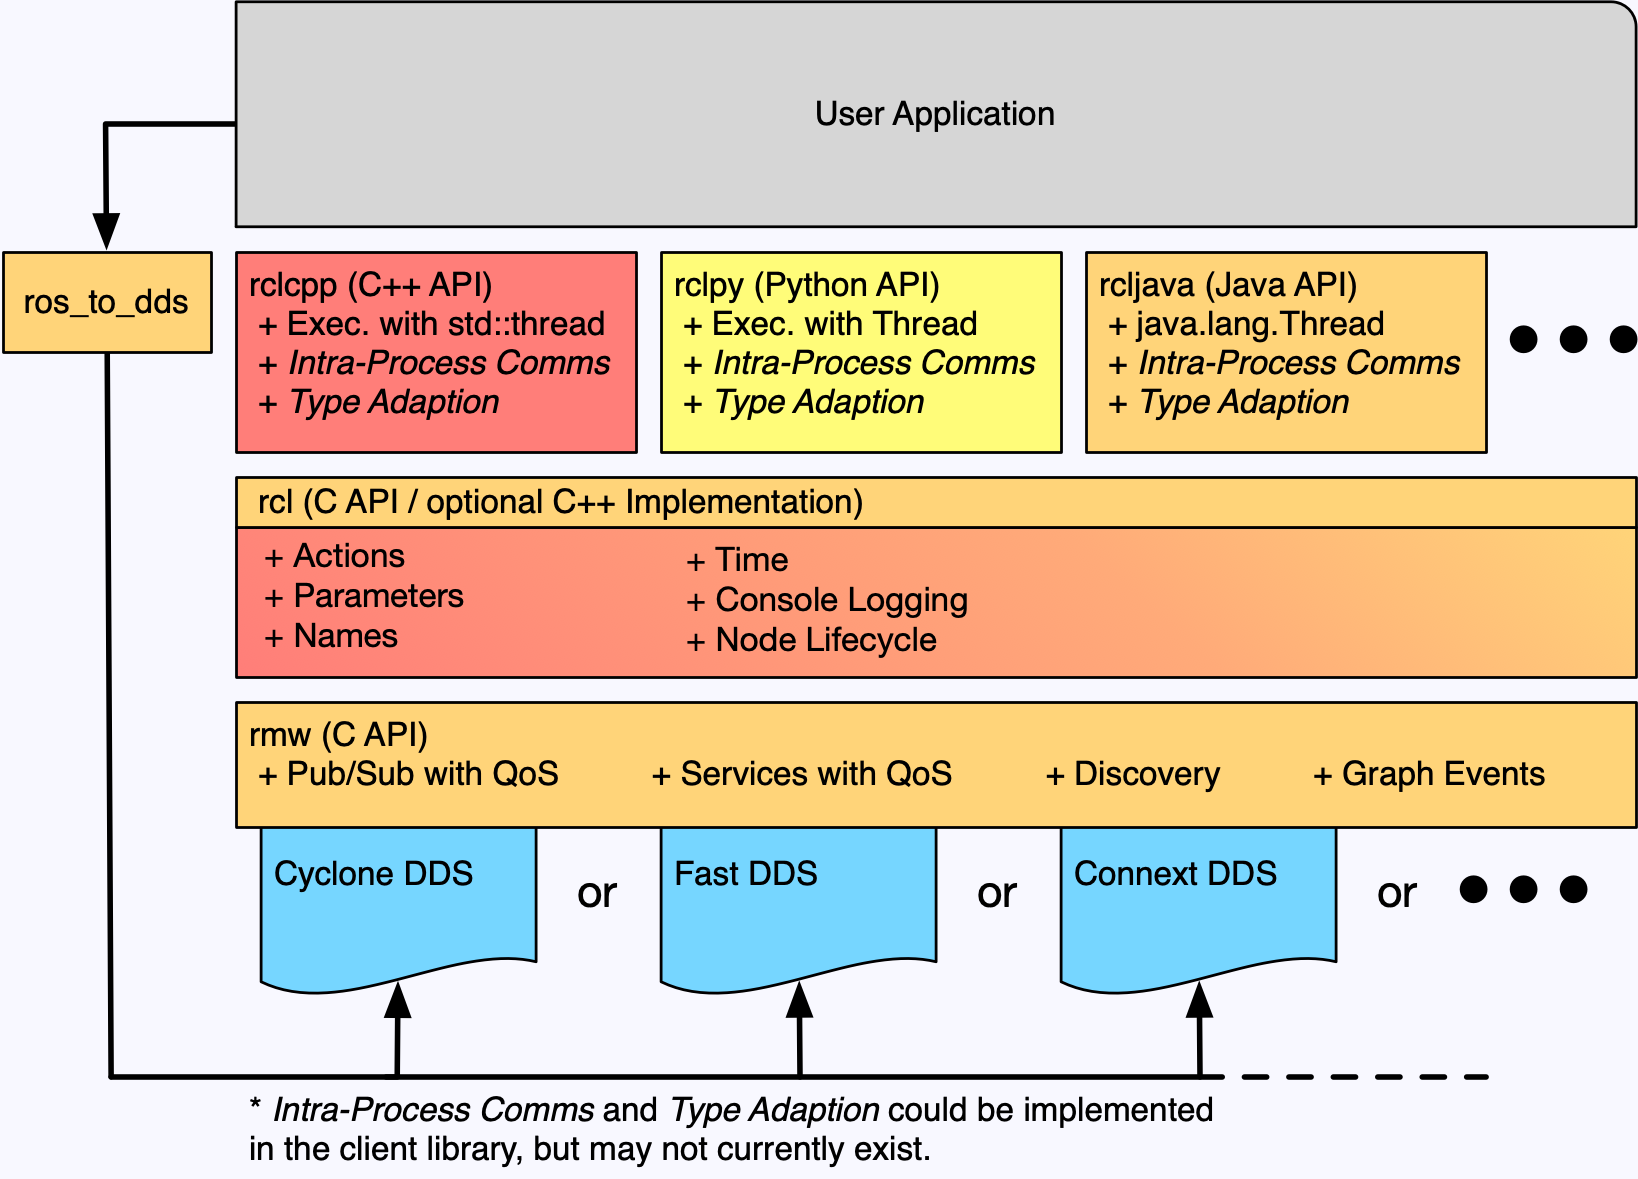 User Application
ros_to_dds
rclcpp (C++ API)
+ Exec. with std::thread
+ Intra-Process Comms
+ Type Adaption
rclpy (Python API)
+ Exec. with Thread
+ Intra-Process Comms
+ Type Adaption
rcljava (Java API)
+ java.lang.Thread
+ Intra-Process Comms
+ Type Adaption
rcl (C API / optional C++ Implementation)
+ Actions
+ Parameters
+ Names
+ Time
+ Console Logging
+ Node Lifecycle
rmw (C API)
+ Pub/Sub with QoS + Services with QoS + Discovery + Graph Events
Cyclone DDS or Fast DDS or Connext DDS or
* Intra-Process Comms and Type Adaption could be implemented
in the client library, but may not currently exist.